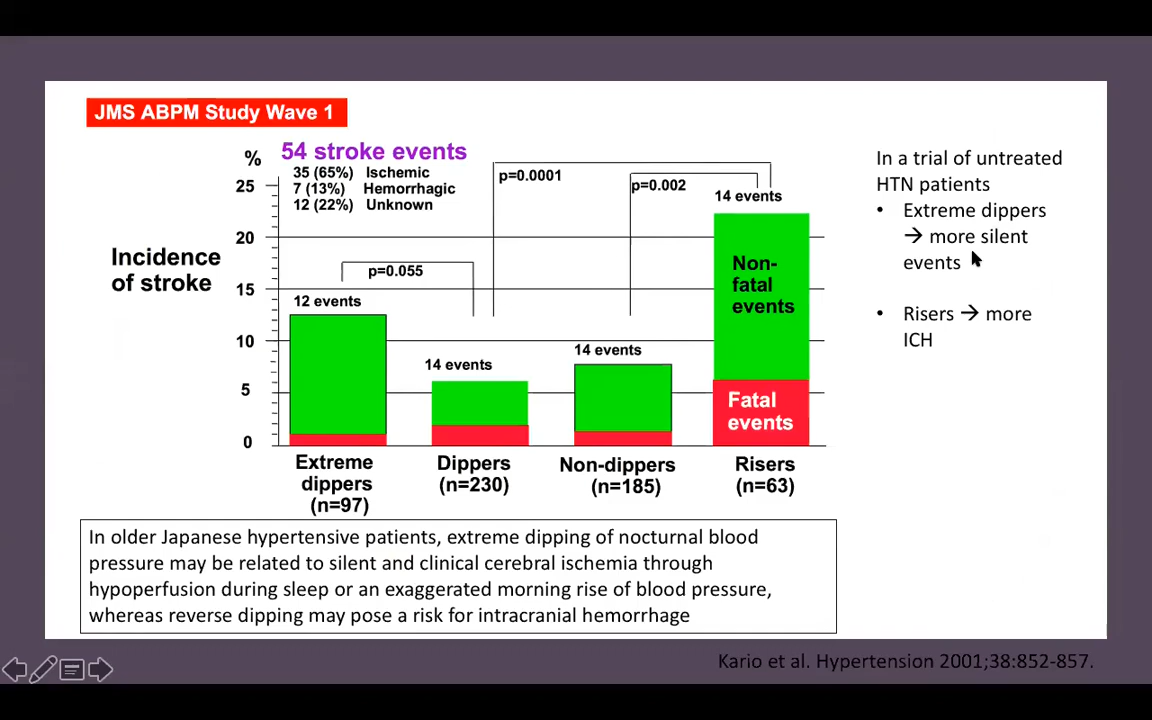 JMS ABPM Study Wave 1
54 stroke events
35 (65%) Ischemic
7 (13%) Hemorrhagic
12 (22%) Unknown
%
25
20
15
10
5
0
Incidence
of stroke
p=0.055
p=0.0001
p=0.002
12 events
14 events
14 events
14 events
Non-
fatal
events
Fatal
events
Extreme
dippers
(n=97)
Dippers
(n=230)
Non-dippers
(n=185)
Risers
(n=63)
In a trial of untreated
HTN patients
• Extreme dippers
→ more silent
events
• Risers → more
ICH
In older Japanese hypertensive patients, extreme dipping of nocturnal blood
pressure may be related to silent and clinical cerebral ischemia through
hypoperfusion during sleep or an exaggerated morning rise of blood pressure,
whereas reverse dipping may pose a risk for intracranial hemorrhage
Kario et al. Hypertension 2001;38:852-857.